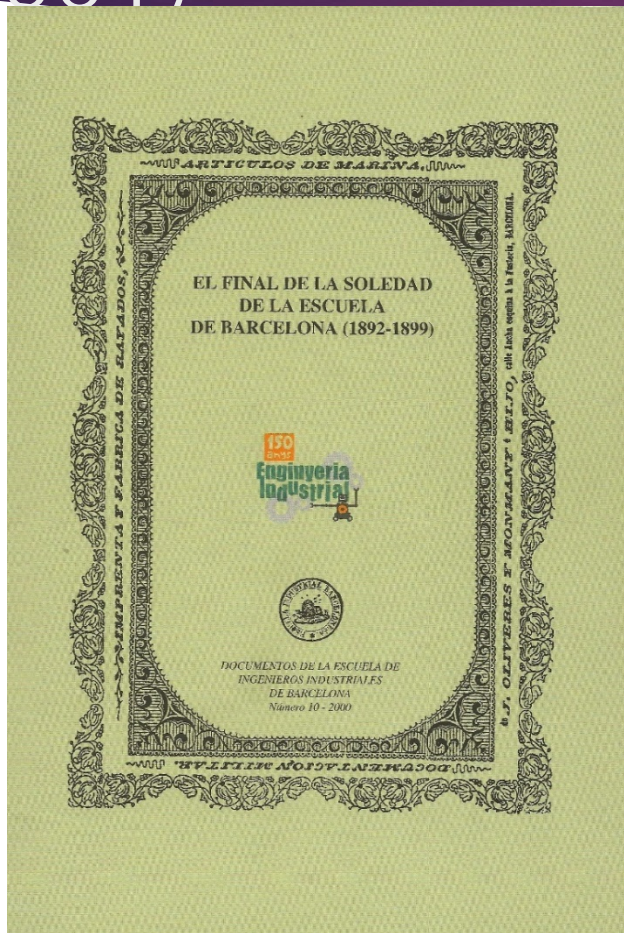 ARTICULOS DE MARINA,
IMPRENTA Y FABRICA DE RAYADOS,
EL FINAL DE LA SOLEDAD
DE LA ESCUELA
DE BARCELONA (1892-1899)
150
anys
Enginyeria
Industrial
DOCUMENTOS DE LA ESCUELA DE
INGENIEROS INDUSTRIALES
DE BARCELONA
Número 10 - 2000
de J. OLIVERES Y MONMANY é HIJO, calle Ancha esquina à la Fusteria, BARCELONA.
DOCUMENTACION MILITAR,